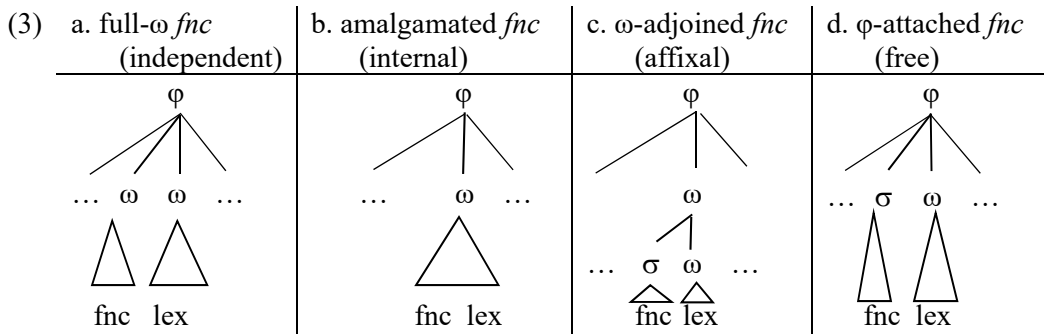 (3) a. full-ω fnc b. amalgamated fnc c. ω-adjoined fnc d. φ-attached fnc
(independent) (internal) (affixal) (free)
φ φ φ φ
… ω ω … … ω … ω … σ ω …
… σ ω …
fnc lex fnc lex fnc lex fnc lex